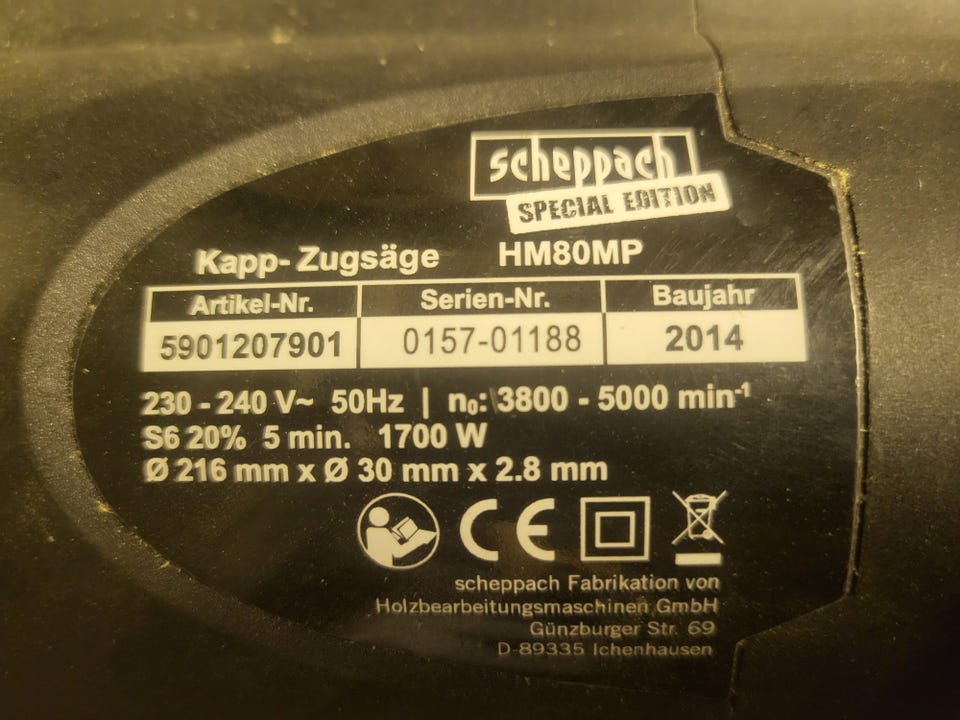 scheppach
SPECIAL EDITION
Kapp- Zugsäge HM80MP
Artikel-Nr. Serien-Nr. Baujahr
5901207901 0157-01188 2014
230 - 240 V~ 50Hz | n₀: 3800 - 5000 min⁻¹
S6 20% 5 min. 1700 W
Ø 216 mm x Ø 30 mm x 2.8 mm
CE
scheppach Fabrikation von
Holzbearbeitungsmaschinen GmbH
Günzburger Str. 69
D-89335 Ichenhausen